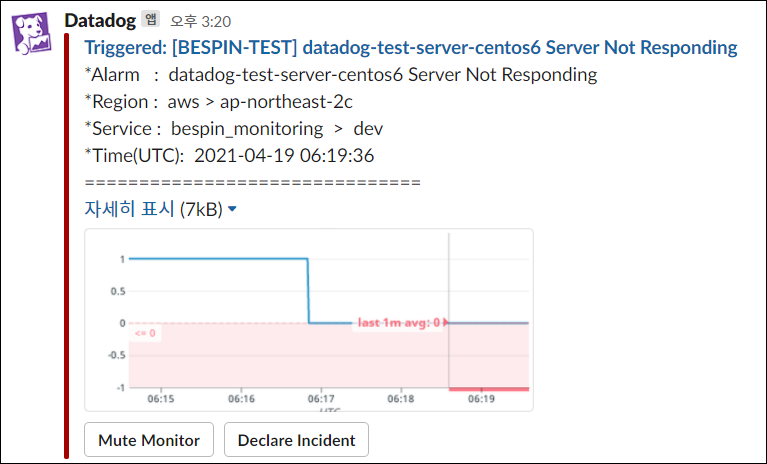 Datadog 앱 오후 3:20
Triggered: [BESPIN-TEST] datadog-test-server-centos6 Server Not Responding
*Alarm : datadog-test-server-centos6 Server Not Responding
*Region : aws > ap-northeast-2c
*Service : bespin_monitoring > dev
*Time(UTC): 2021-04-19 06:19:36
===============================
자세히 표시 (7kB)
1
0.5
0
<= 0
last 1m avg: 0
-0.5
-1
06:15 06:16 06:17 06:18 06:19
UTC
Mute Monitor Declare Incident